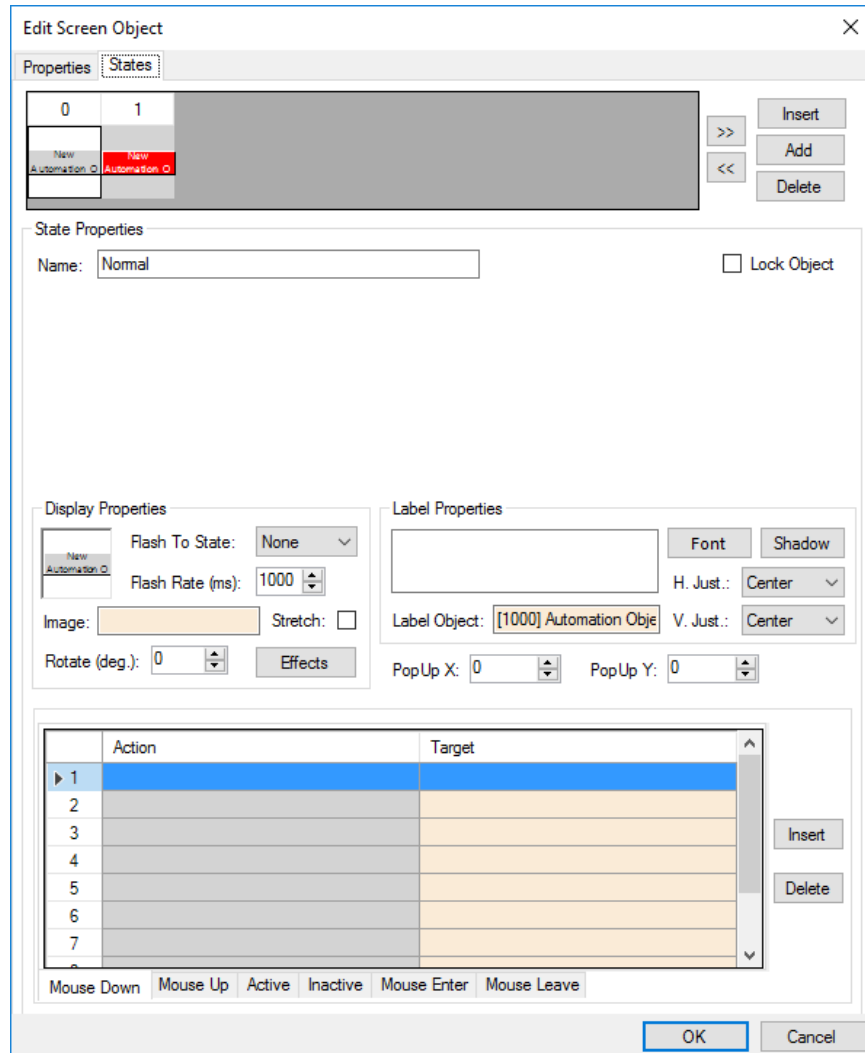 Edit Screen Object
Properties States
0 1
New New
Automation O Automation O
>>
<<
Insert
Add
Delete
State Properties
Name: Normal
Lock Object
Display Properties
New
Automation O
Flash To State: None
Flash Rate (ms): 1000
Image: Stretch:
Rotate (deg.): 0 Effects
Label Properties
Font Shadow
H. Just.: Center
Label Object: [1000] Automation Obje V. Just.: Center
PopUp X: 0 PopUp Y: 0
Action Target
1
2
3
4
5
6
7
Insert
Delete
Mouse Down Mouse Up Active Inactive Mouse Enter Mouse Leave
OK Cancel